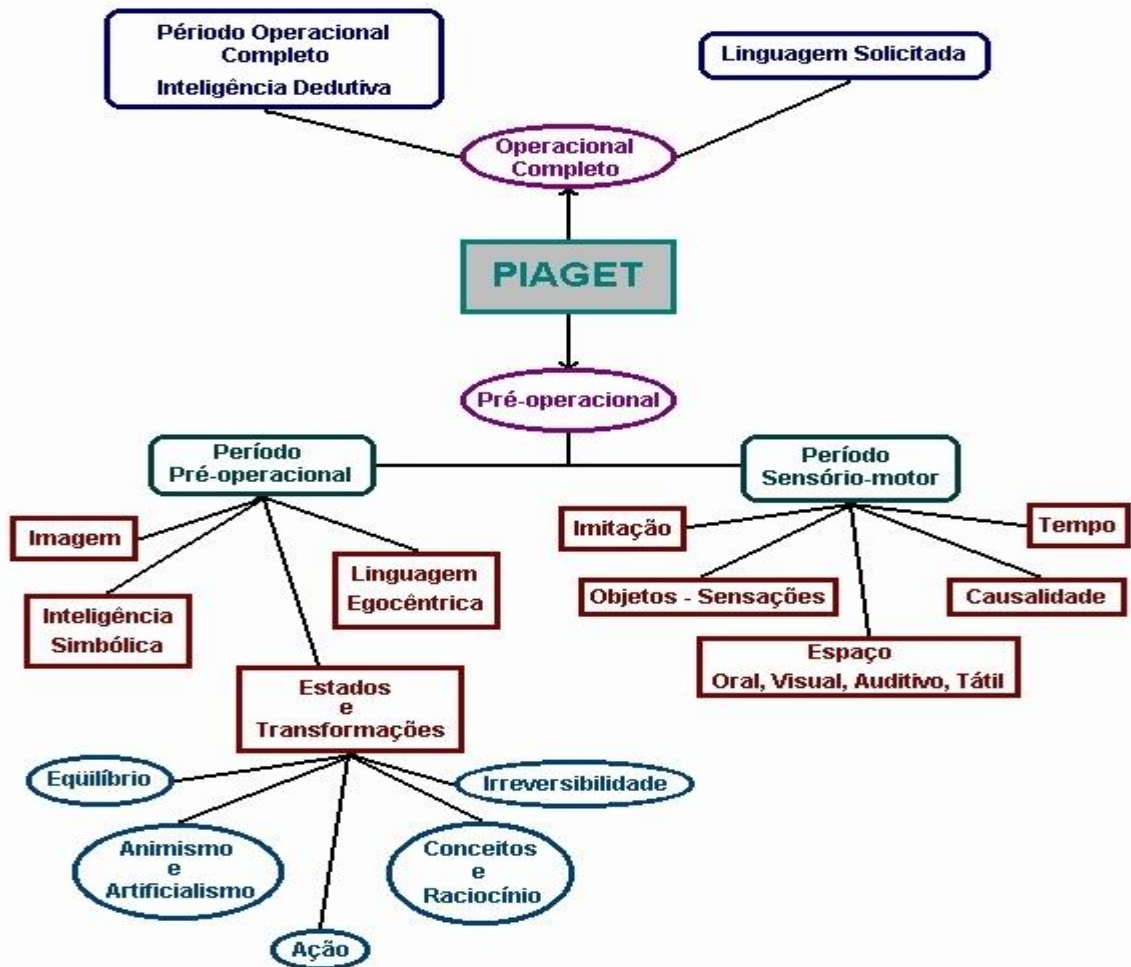 Périodo Operacional
Completo
Inteligência Dedutiva
Linguagem Solicitada
Operacional
Completo
PIAGET
Pré-operacional
Período
Pré-operacional
Período
Sensório-motor
Imagem
Inteligência
Simbólica
Linguagem
Egocêntrica
Estados
e
Transformações
Imitação
Tempo
Objetos - Sensações
Causalidade
Espaço
Oral, Visual, Auditivo, Tátil
Eqüilíbrio
Irreversibilidade
Animismo
e
Artificialismo
Conceitos
e
Raciocínio
Ação